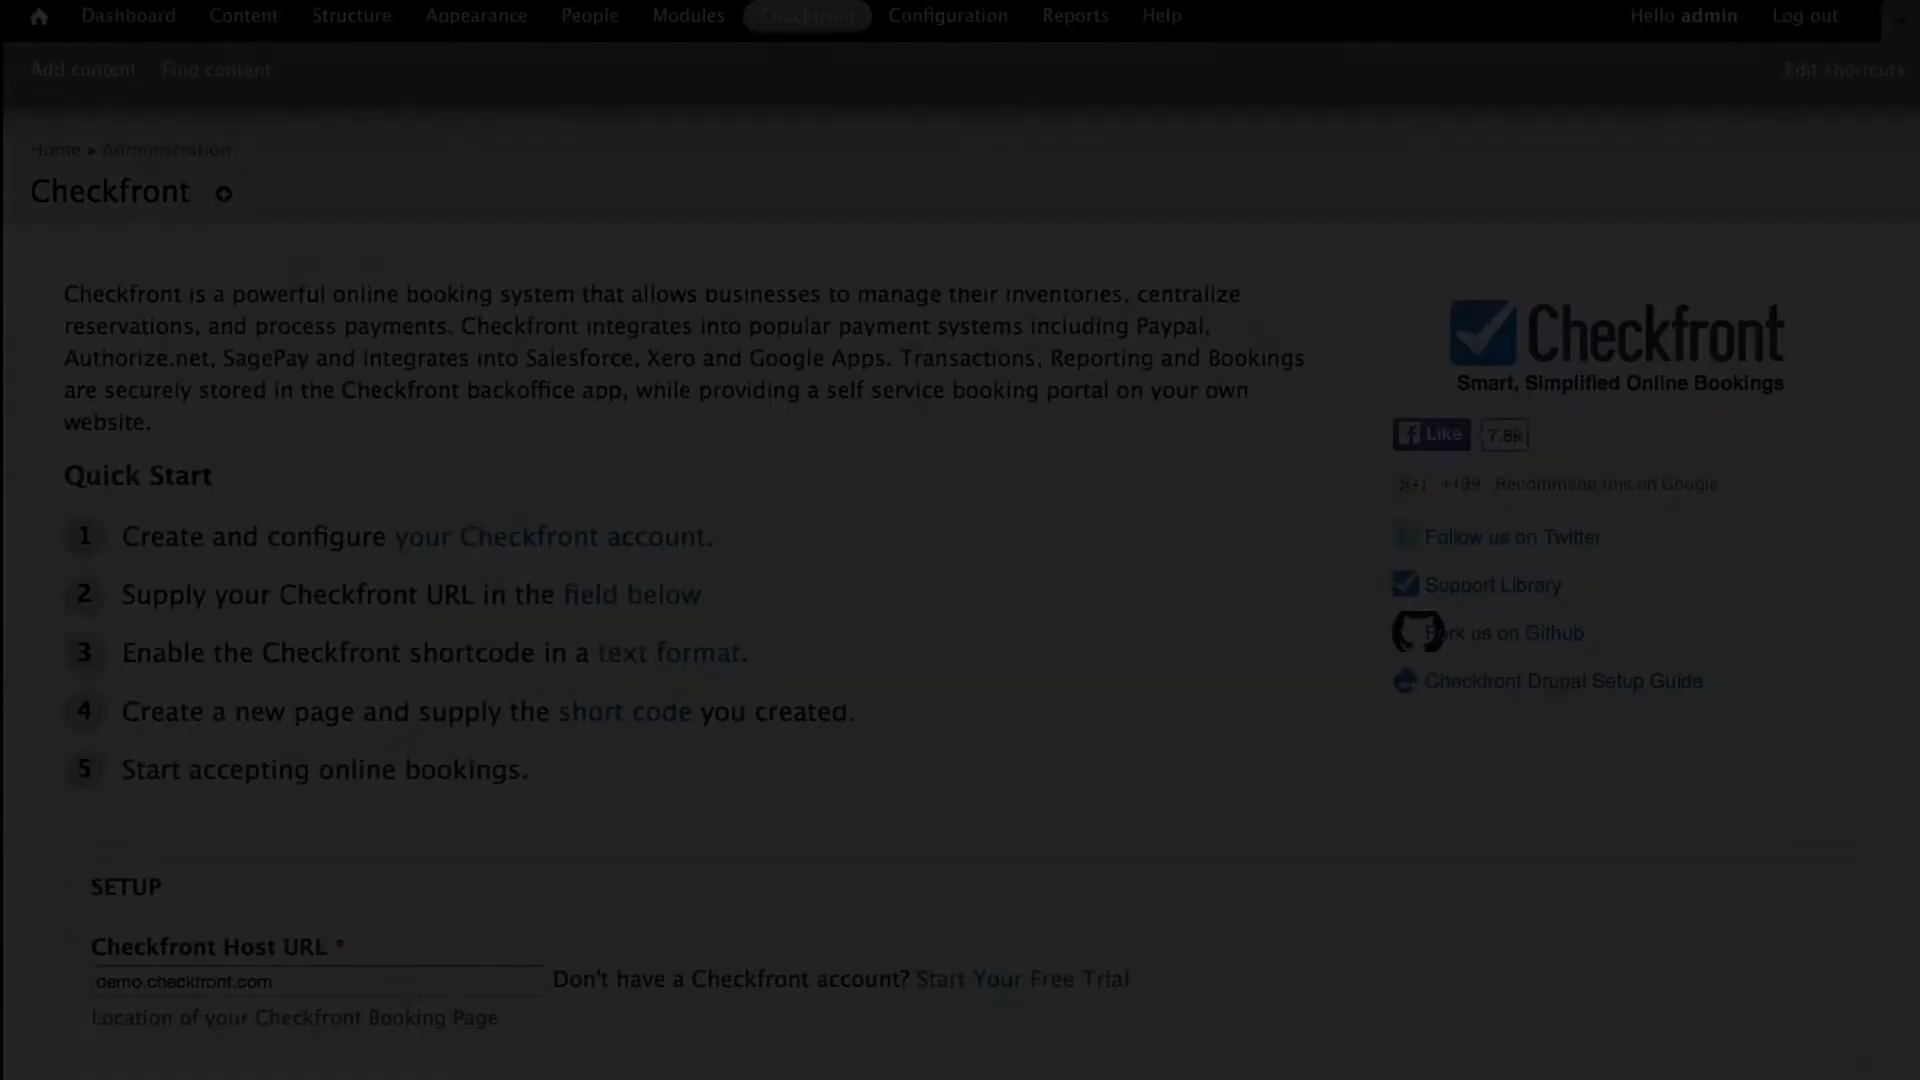 Dashboard Content Structure Appearance People Modules Checkfront Configuration Reports Help Hello admin Log out
Add content Find content Edit shortcuts
Home » Administration
Checkfront
Checkfront is a powerful online booking system that allows businesses to manage their inventories, centralize
reservations, and process payments. Checkfront integrates into popular payment systems including Paypal,
Authorize.net, SagePay and integrates into Salesforce, Xero and Google Apps. Transactions, Reporting and Bookings
are securely stored in the Checkfront backoffice app, while providing a self service booking portal on your own
website.
Quick Start
1 Create and configure your Checkfront account.
2 Supply your Checkfront URL in the field below
3 Enable the Checkfront shortcode in a text format.
4 Create a new page and supply the short code you created.
5 Start accepting online bookings.
Checkfront
Smart, Simplified Online Bookings
Like 7.8k
+139 Recommend this on Google
Follow us on Twitter
Support Library
Fork us on Github
Checkfront Drupal Setup Guide
SETUP
Checkfront Host URL *
demo.checkfront.com Don't have a Checkfront account? Start Your Free Trial
Location of your Checkfront Booking Page